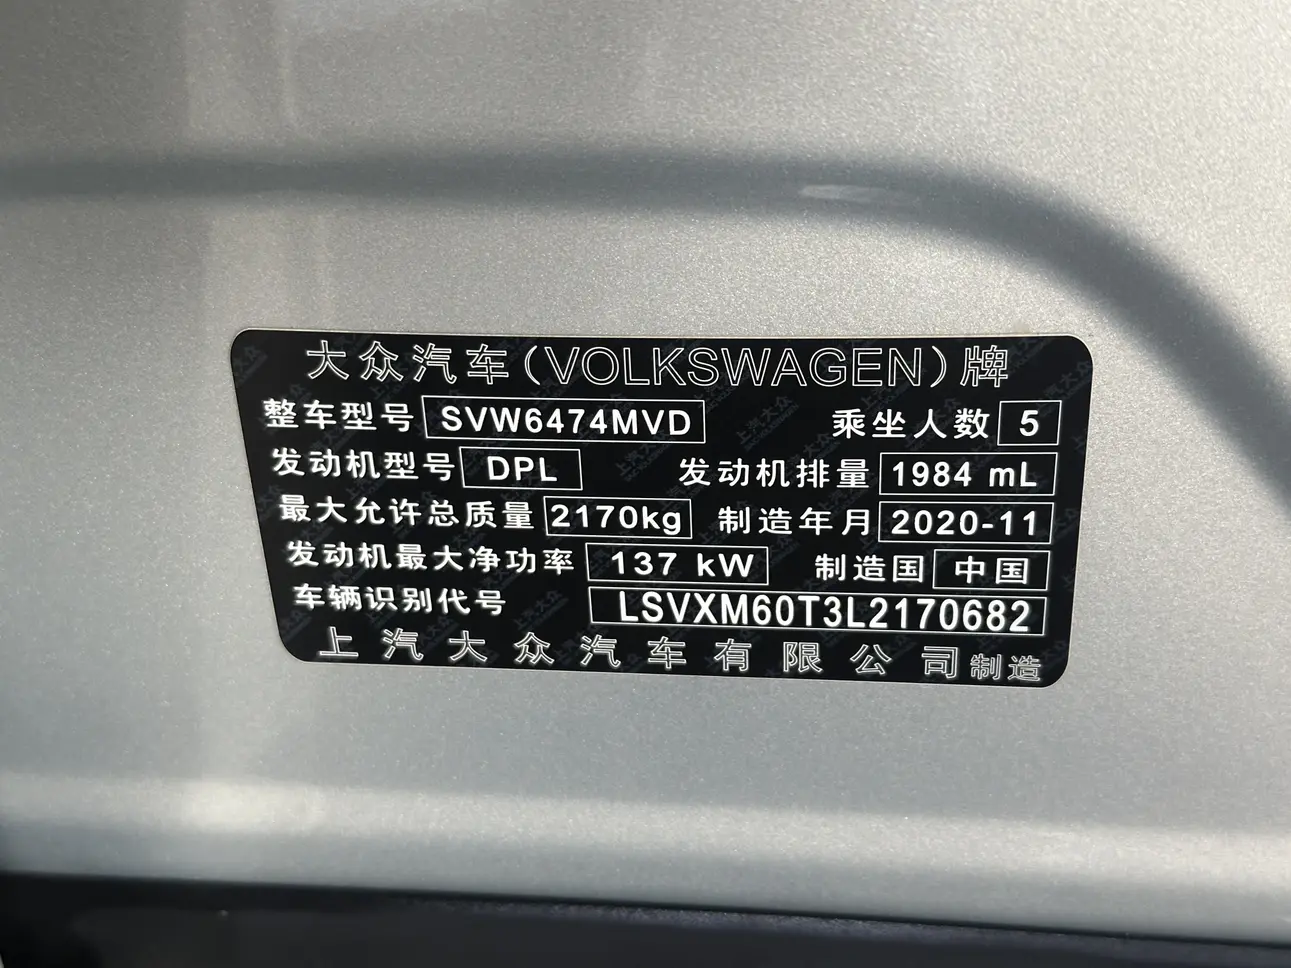 大众汽车(VOLKSWAGEN)牌
整车型号 SVW6474MVD 乘坐人数 5
发动机型号 DPL 发动机排量 1984 mL
最大允许总质量 2170kg 制造年月 2020-11
发动机最大净功率 137 kW 制造国 中国
车辆识别代号 LSVXM60T3L2170682
上汽大众汽车有限公司制造